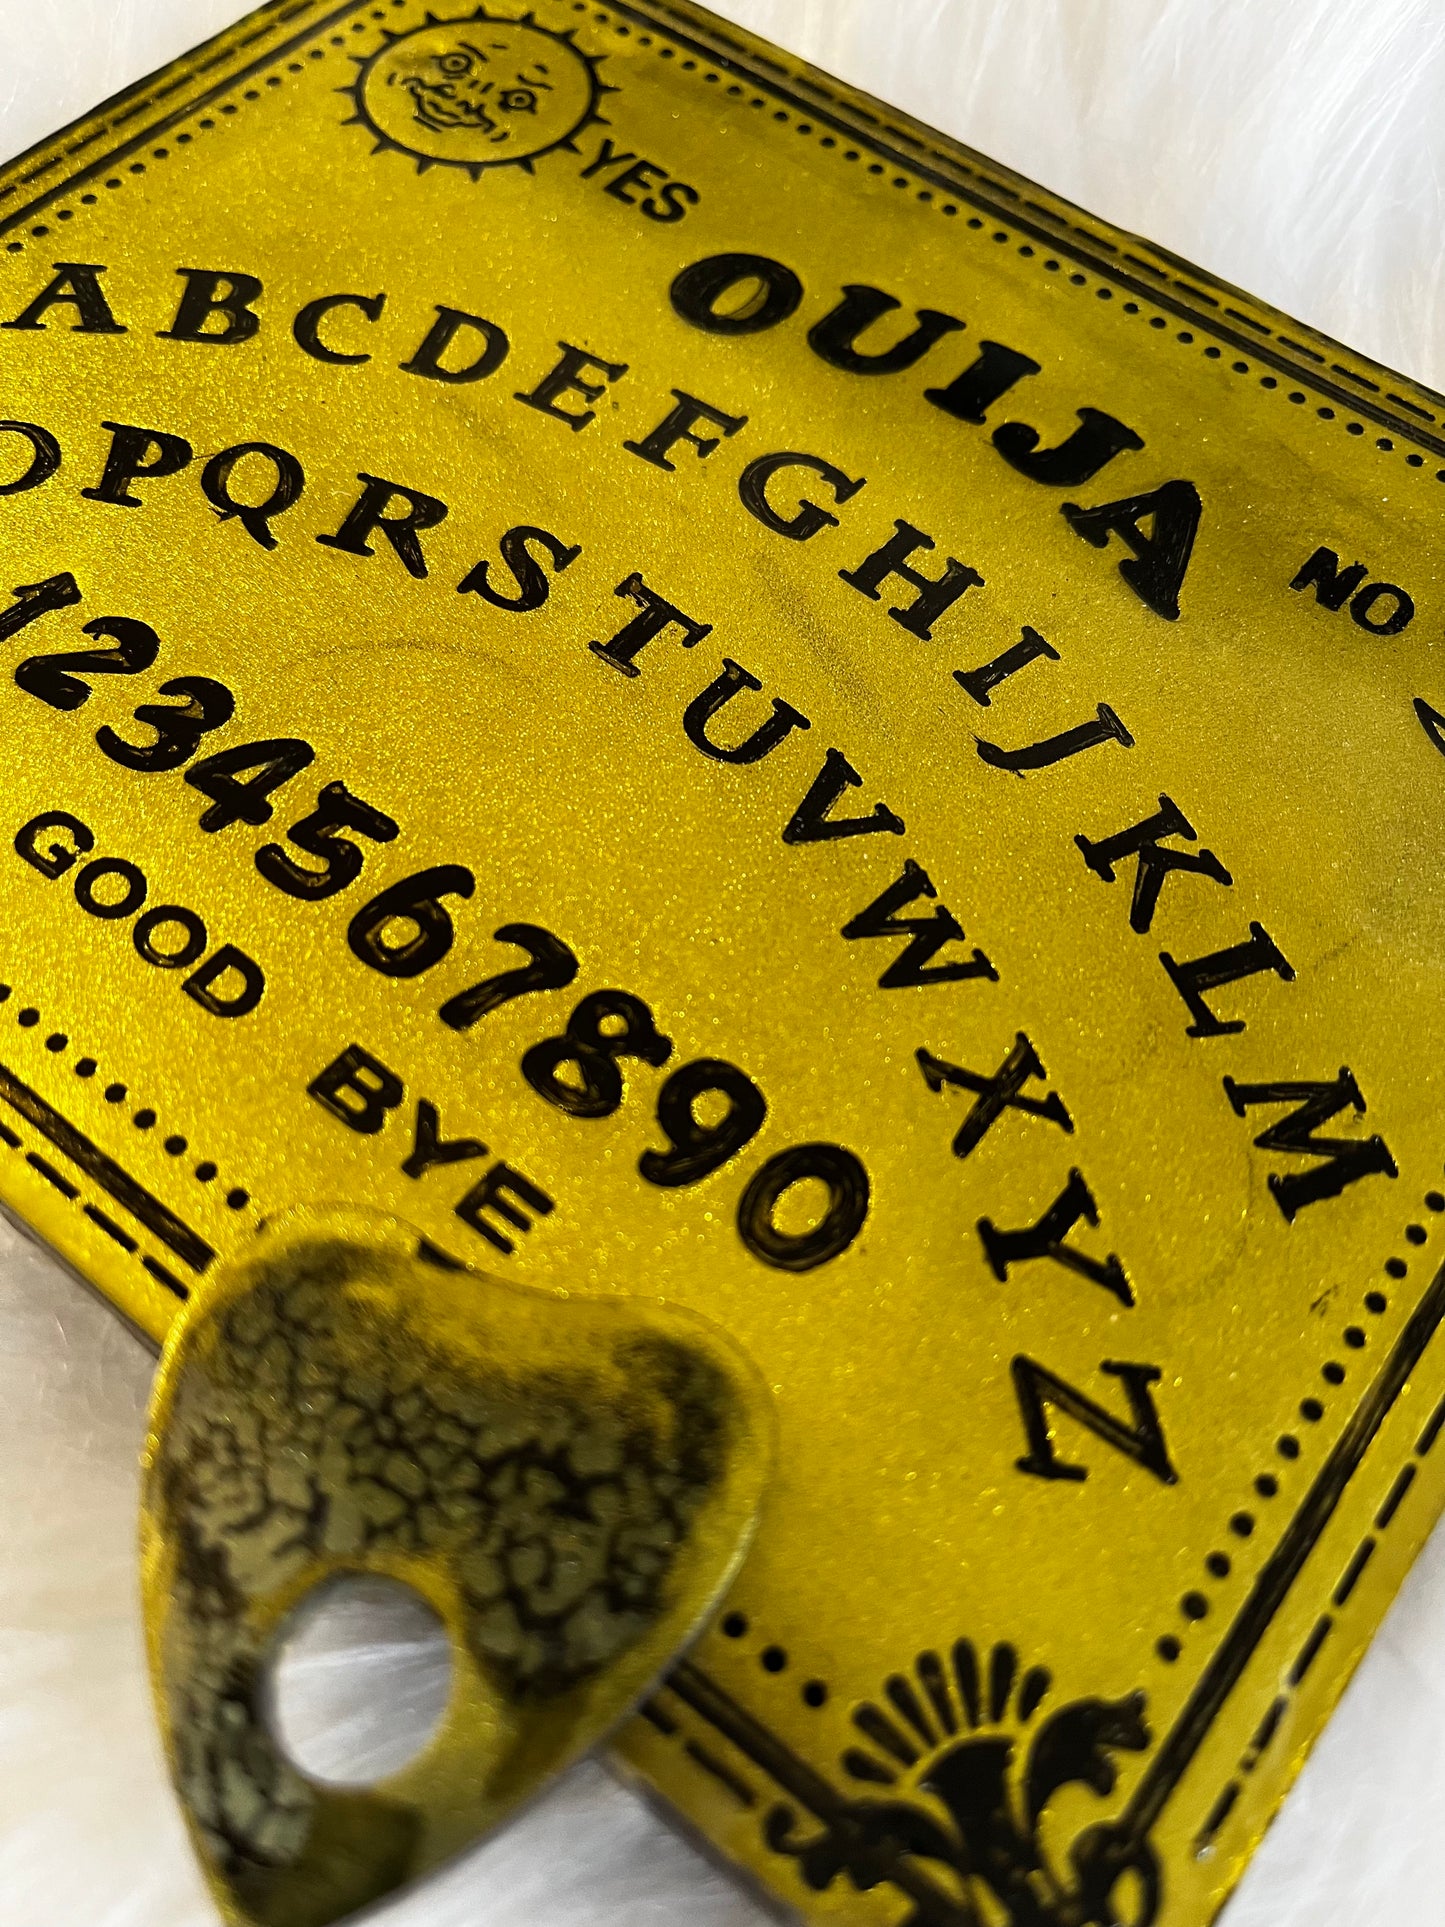 YES
OUIJA
NO
ABCDEFGHIJKLM
OPQRSTUVWXYZ
1234567890
GOOD BYE